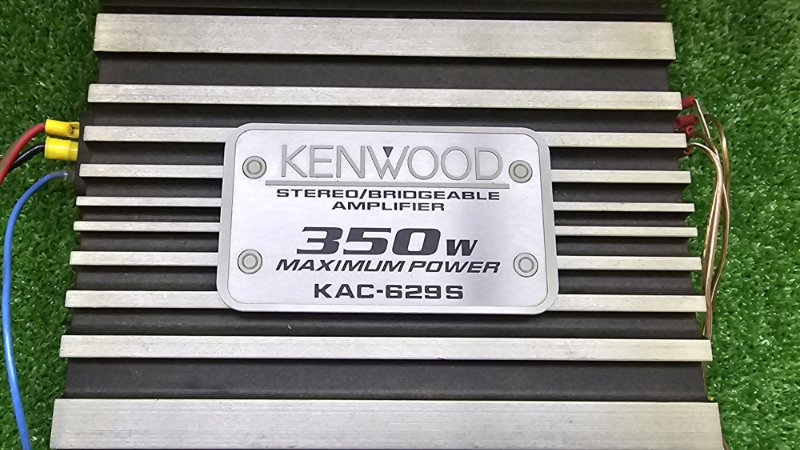 KENWOOD
STEREO/BRIDGEABLE
AMPLIFIER
350W
MAXIMUM POWER
KAC-629S